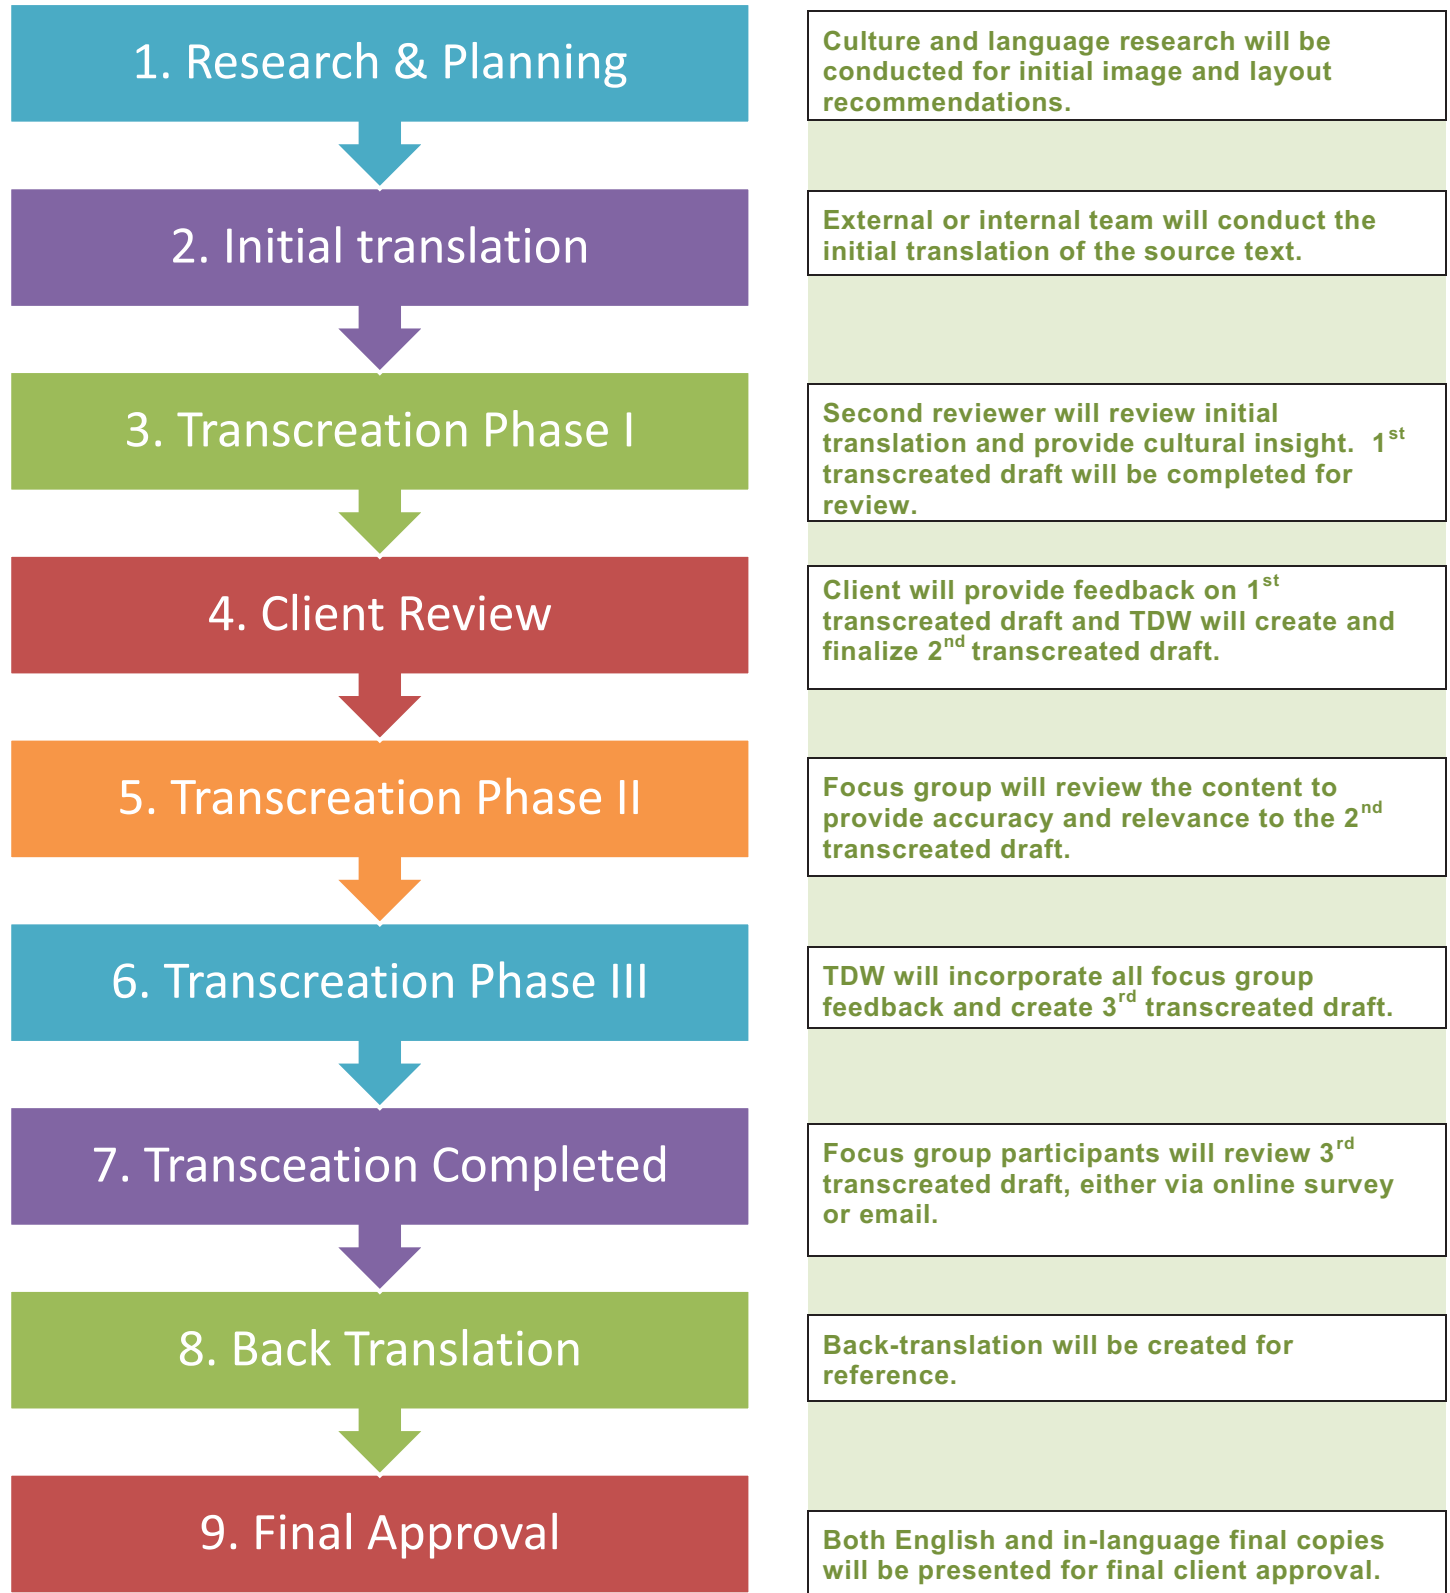 1. Research & Planning
Culture and language research will be
conducted for initial image and layout
recommendations.
2. Initial translation
External or internal team will conduct the
initial translation of the source text.
3. Transcreation Phase I
Second reviewer will review initial
translation and provide cultural insight.  1st
transcreated draft will be completed for
review.
4. Client Review
Client will provide feedback on 1st
transcreated draft and TDW will create and
finalize 2nd transcreated draft.
5. Transcreation Phase II
Focus group will review the content to
provide accuracy and relevance to the 2nd
transcreated draft.
6. Transcreation Phase III
TDW will incorporate all focus group
feedback and create 3rd transcreated draft.
7. Transceation Completed
Focus group participants will review 3rd
transcreated draft, either via online survey
or email.
8. Back Translation
Back-translation will be created for
reference.
9. Final Approval
Both English and in-language final copies
will be presented for final client approval.